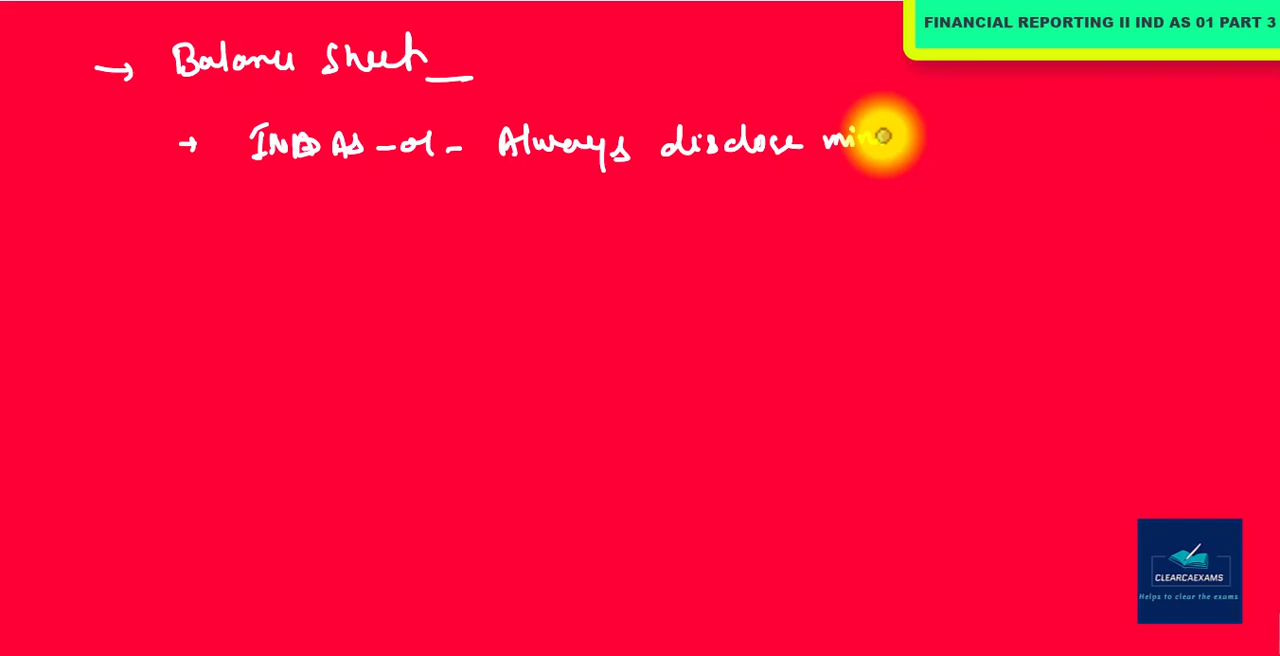 FINANCIAL REPORTING II IND AS 01 PART 3
→ Balance Sheet_
→ IND AS -01- Always disclose
CLEARCAEXAMS
Helps to clear the exams